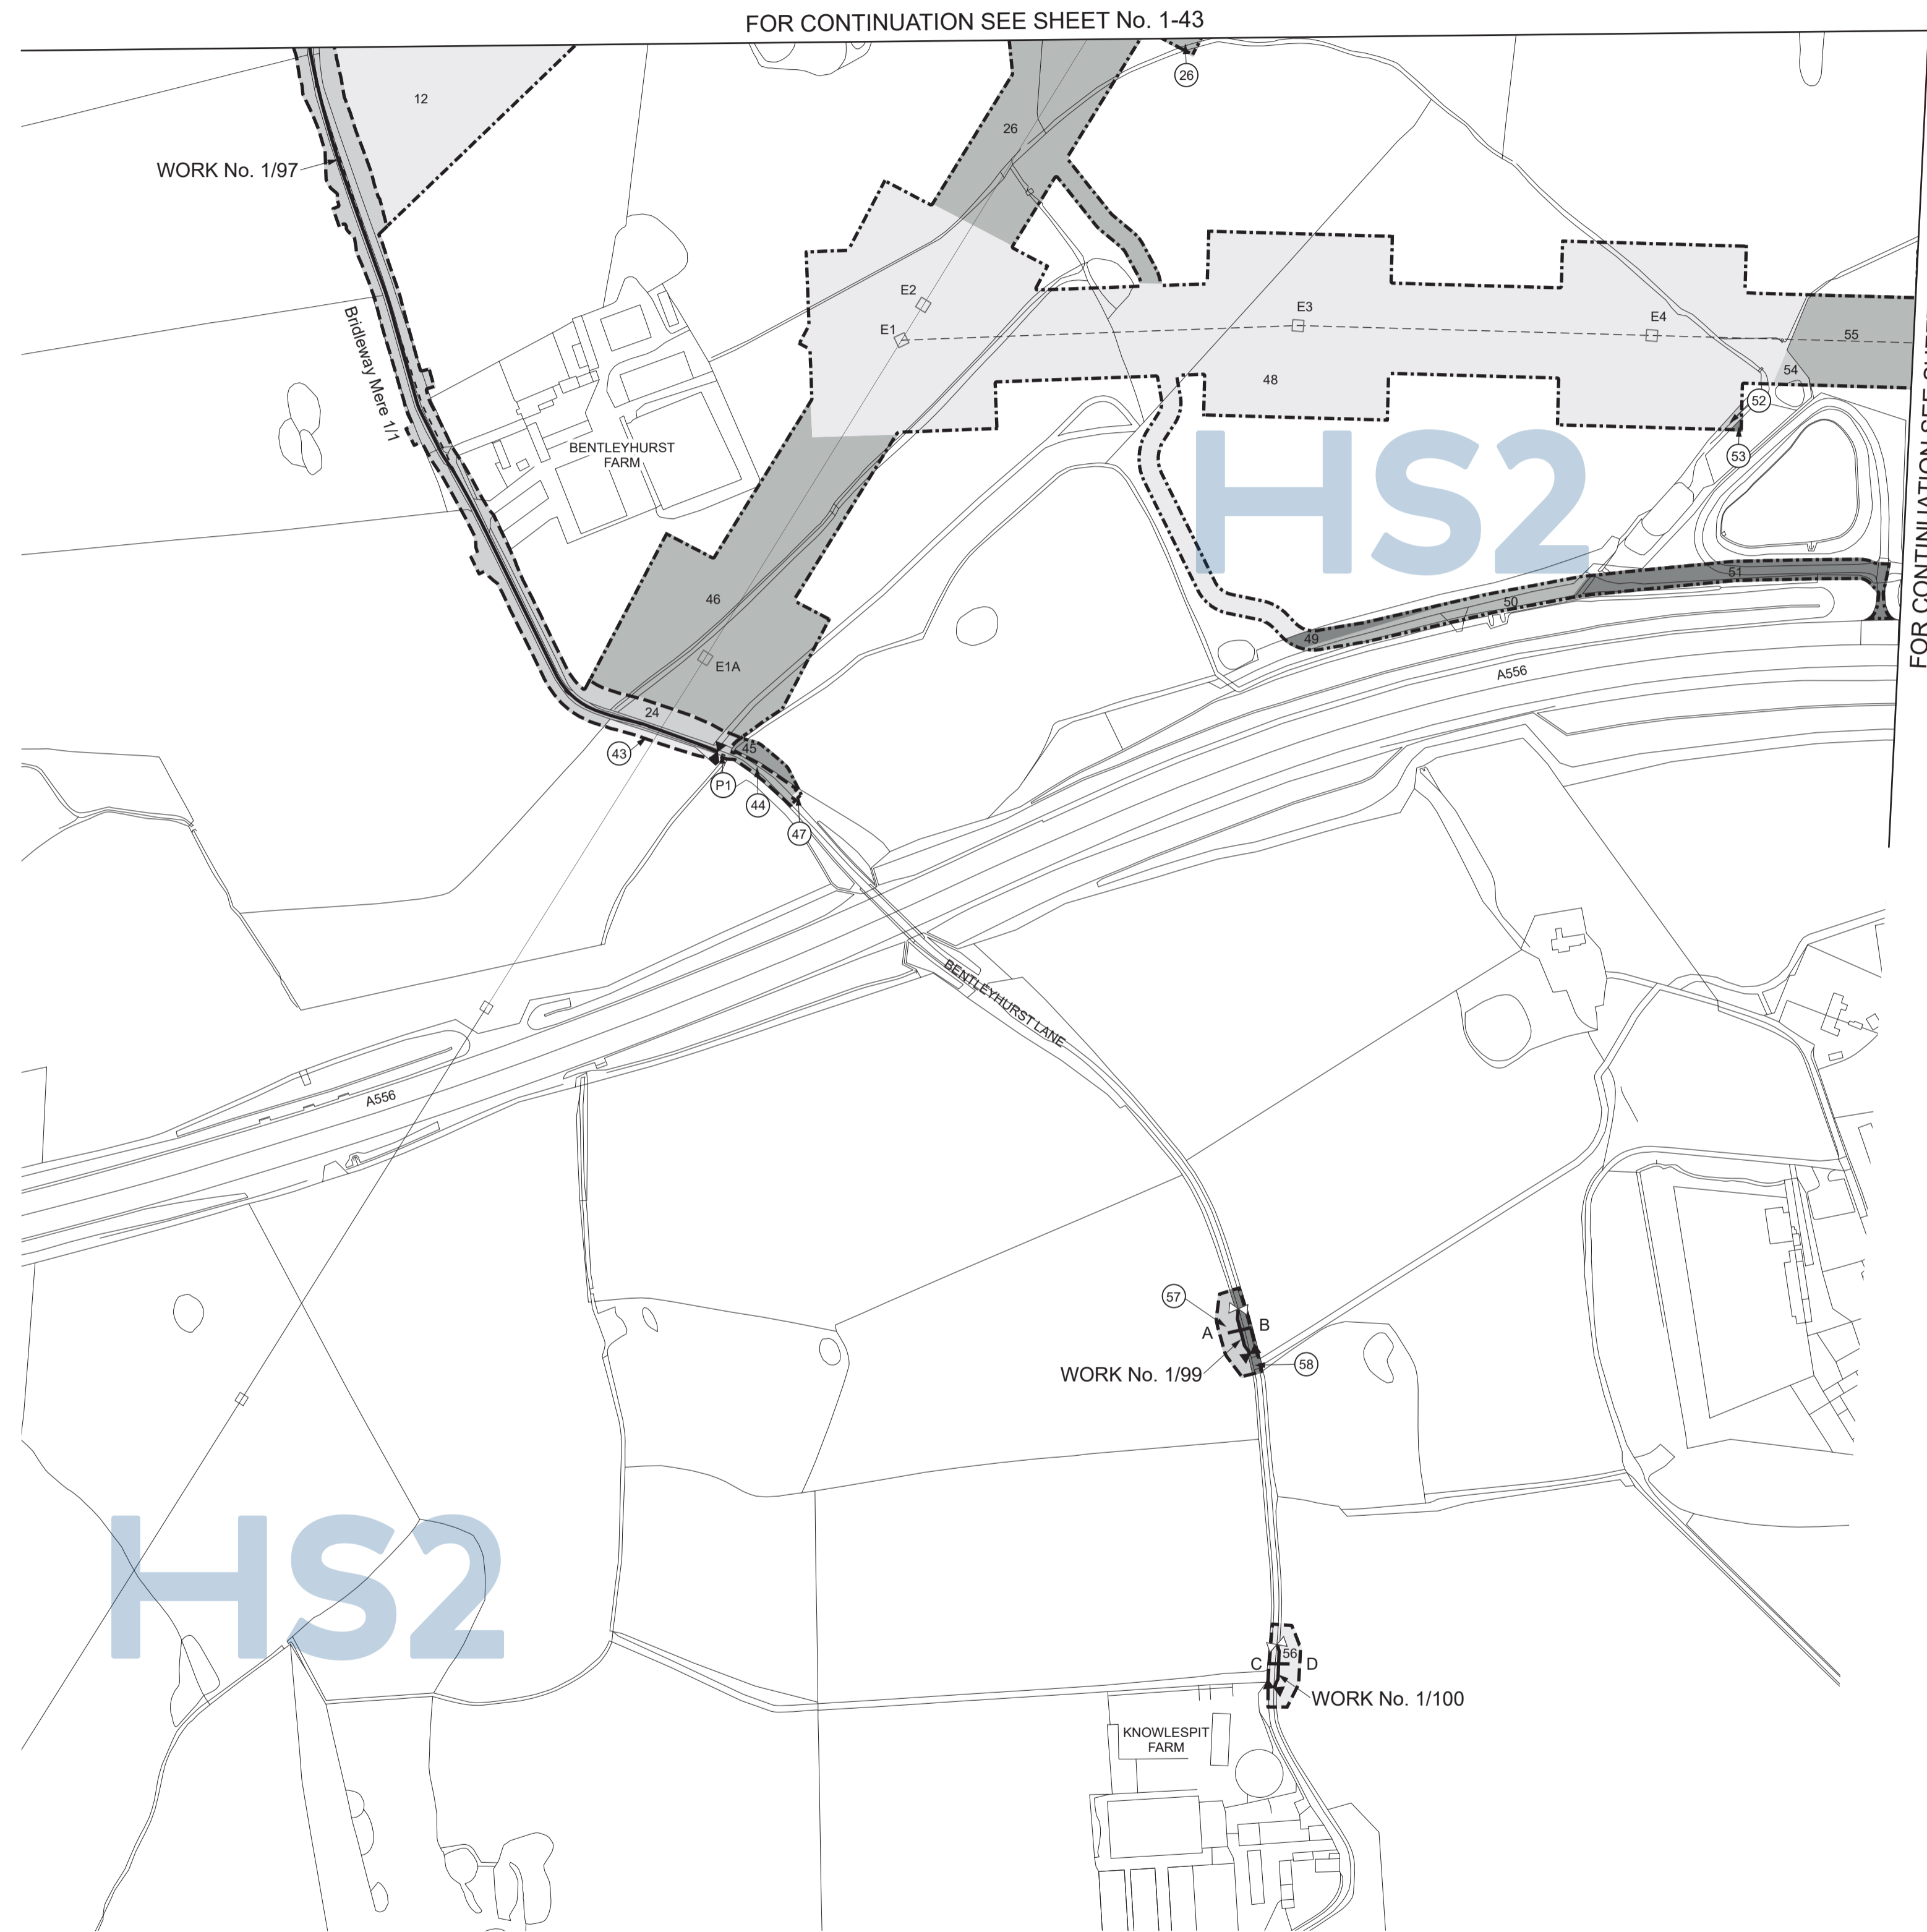 FOR CONTINUATION SEE SHEET No. 1-43
26
12
26
WORK No. 1/97
E2
E3
E4
E1
55
Bridleway Mere 1/1
54
48
52
BENTLEYHURST
FARM
53
HS2
46
51
50
49
E1A
A556
24
43
45
P1
44
47
FOR CONTINUATION SEE
BENTLEYHURST LANE
A556
57
A
B
58
WORK No. 1/99
HS2
56
C
D
WORK No. 1/100
KNOWLESPIT
FARM